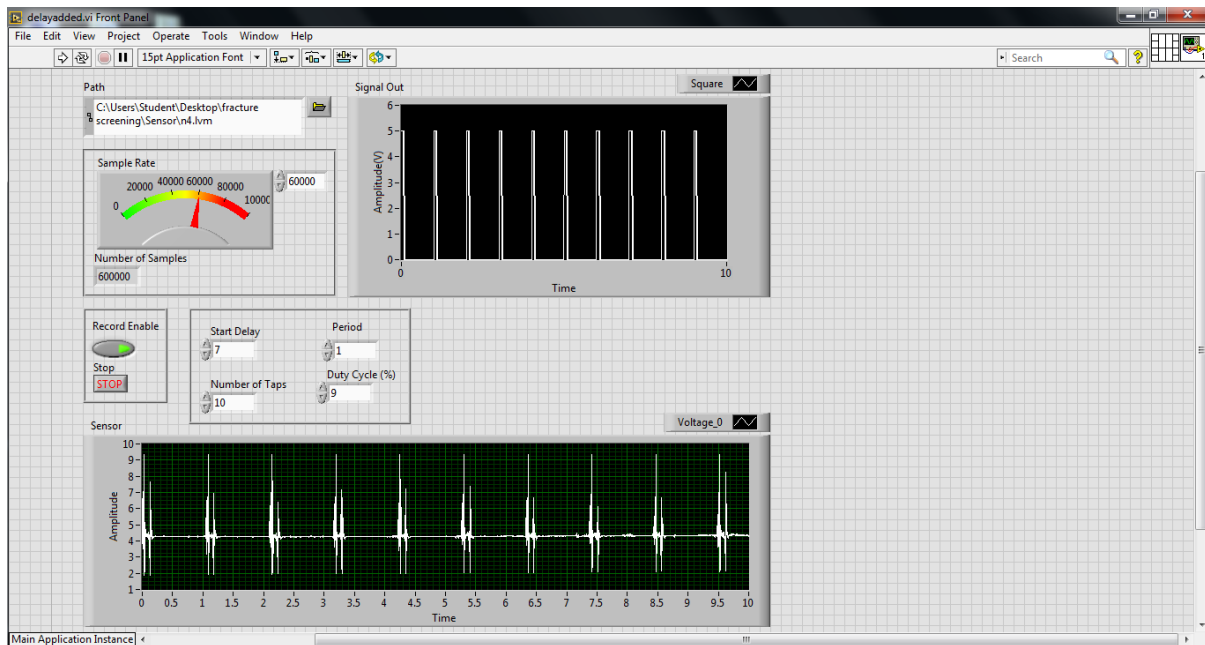 delayadded.vi Front Panel
File Edit View Project Operate Tools Window Help
15pt Application Font
Search
1
Path
C:\Users\Student\Desktop\fracture
screening\Sensor\n4.lvm
Sample Rate
0 20000 40000 60000 80000 1000C
60000
Number of Samples
600000
Signal Out
Square
Amplitude(V)
6
5
4
3
2
1
0
0 10
Time
Record Enable
Stop
STOP
Start Delay
7
Period
1
Number of Taps
10
Duty Cycle (%)
9
Sensor
Voltage_0
Amplitude
10
9
8
7
6
5
4
3
2
1
0 0.5 1 1.5 2 2.5 3 3.5 4 4.5 5 5.5 6 6.5 7 7.5 8 8.5 9 9.5 10
Time
Main Application Instance